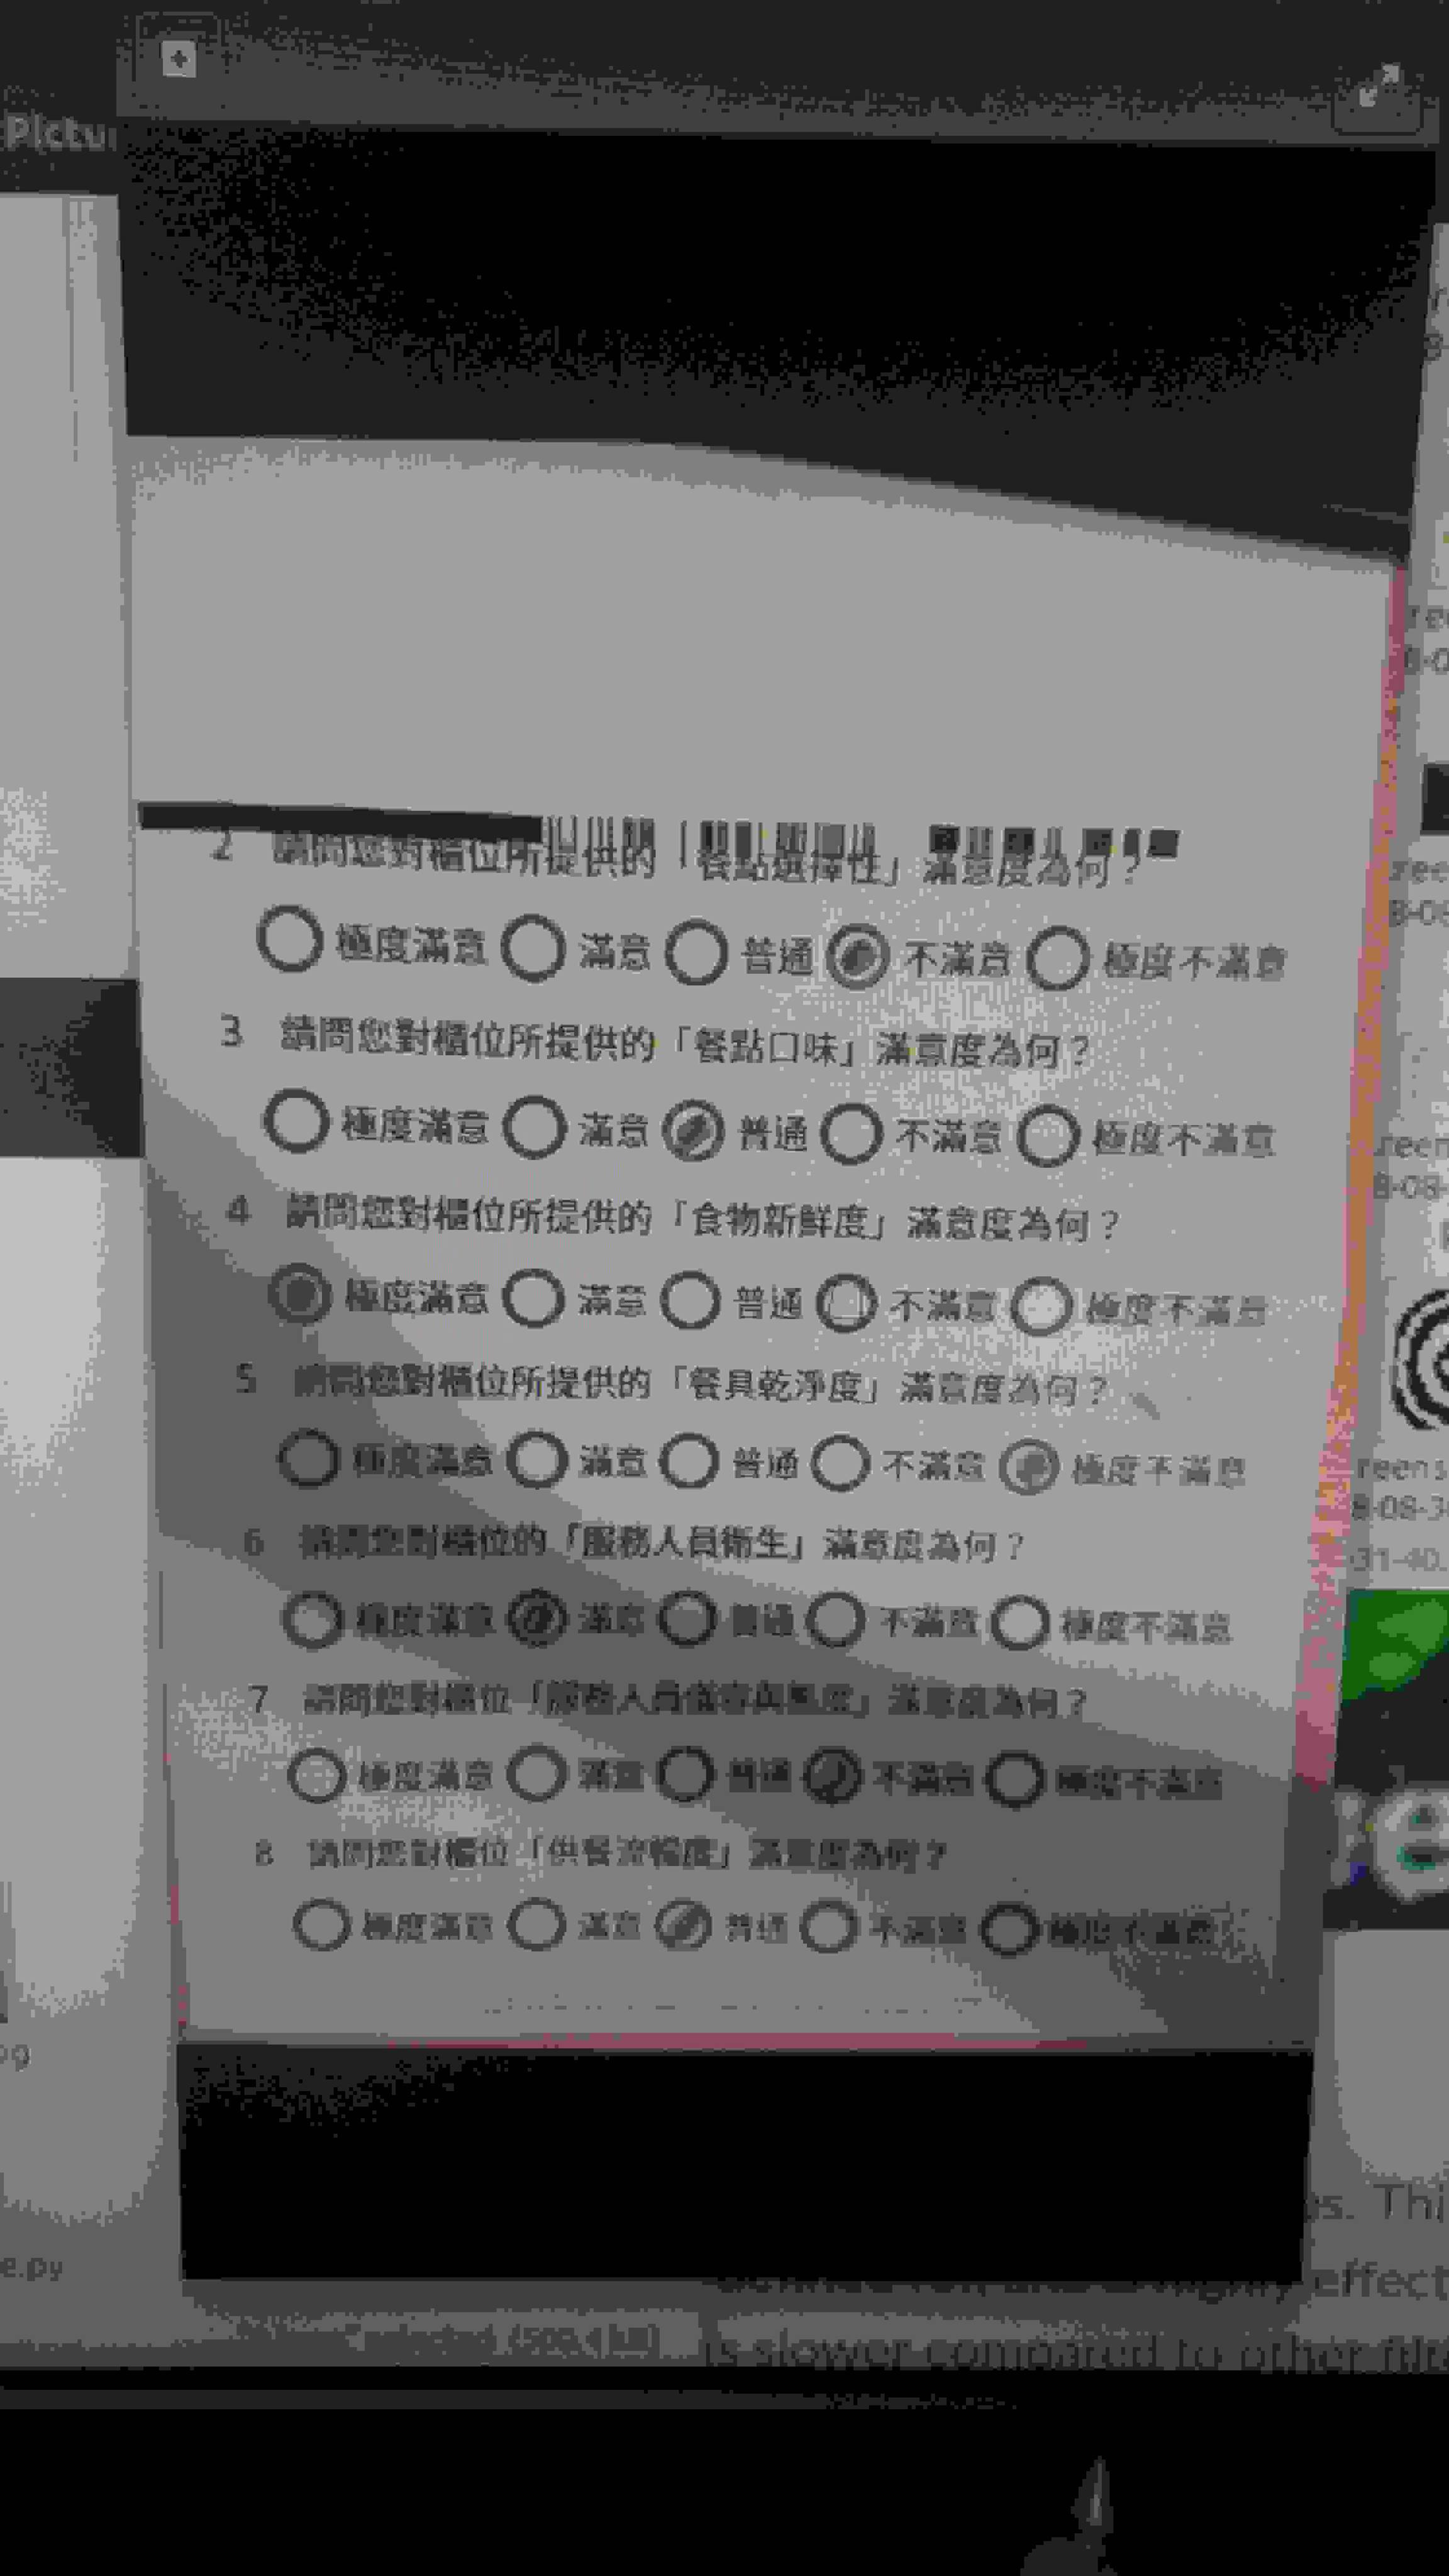 Pictu
2 請問您對櫃位所提供的「餐點選擇性」滿意度為何？
極度滿意 滿意 普通 不滿意 極度不滿意
3 請問您對櫃位所提供的「餐點口味」滿意度為何？
極度滿意 滿意 普通 不滿意 極度不滿意
4 請問您對櫃位所提供的「食物新鮮度」滿意度為何？
極度滿意 滿意 普通 不滿意 極度不滿意
5 請問您對櫃位所提供的「餐具乾淨度」滿意度為何？
極度滿意 滿意 普通 不滿意 極度不滿意
6 請問您對櫃位的「服務人員衛生」滿意度為何？
極度滿意 滿意 普通 不滿意 極度不滿意
7 請問您對櫃位「服務人員 」滿意度為何？
極度滿意 滿意 普通 不滿意 極度不滿意
8 請問您對櫃位「供餐流暢度」滿意度為何？
極度滿意 滿意 普通 不滿意 極度不滿意
reens
8-08-3
31-40.
e.py
s. Thi
effect
is slower compared to other filt